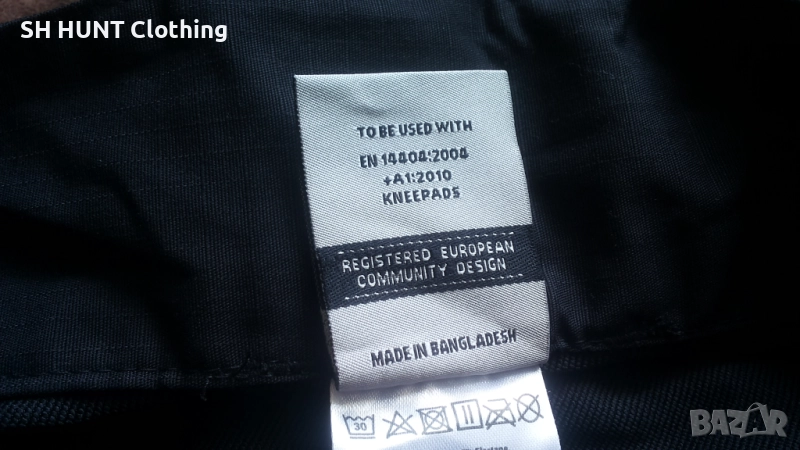 SH HUNT Clothing
TO BE USED WITH
EN 14404:2004
+A1:2010
KNEEPADS
REGISTERED EUROPEAN
COMMUNITY DESIGN
MADE IN BANGLADESH
30
BAZAR